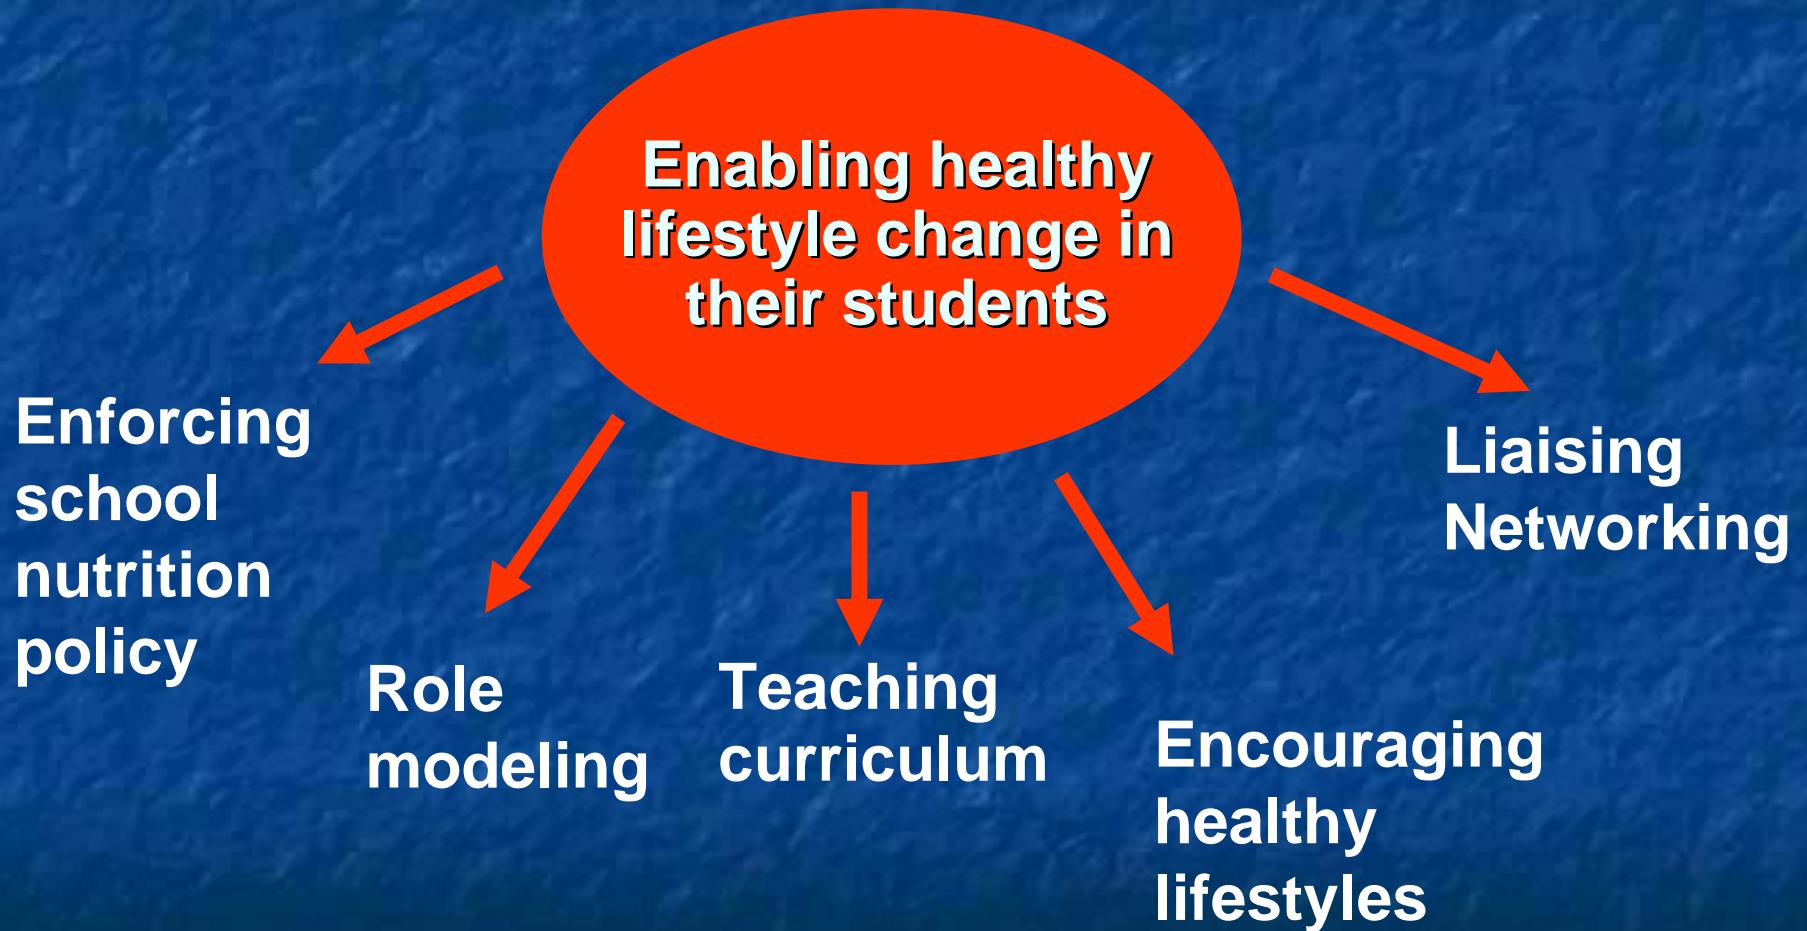 Enabling healthy
lifestyle change in
their students
Enforcing
school
nutrition
policy
Role
modeling
Teaching
curriculum
Encouraging
healthy
lifestyles
Liaising
Networking